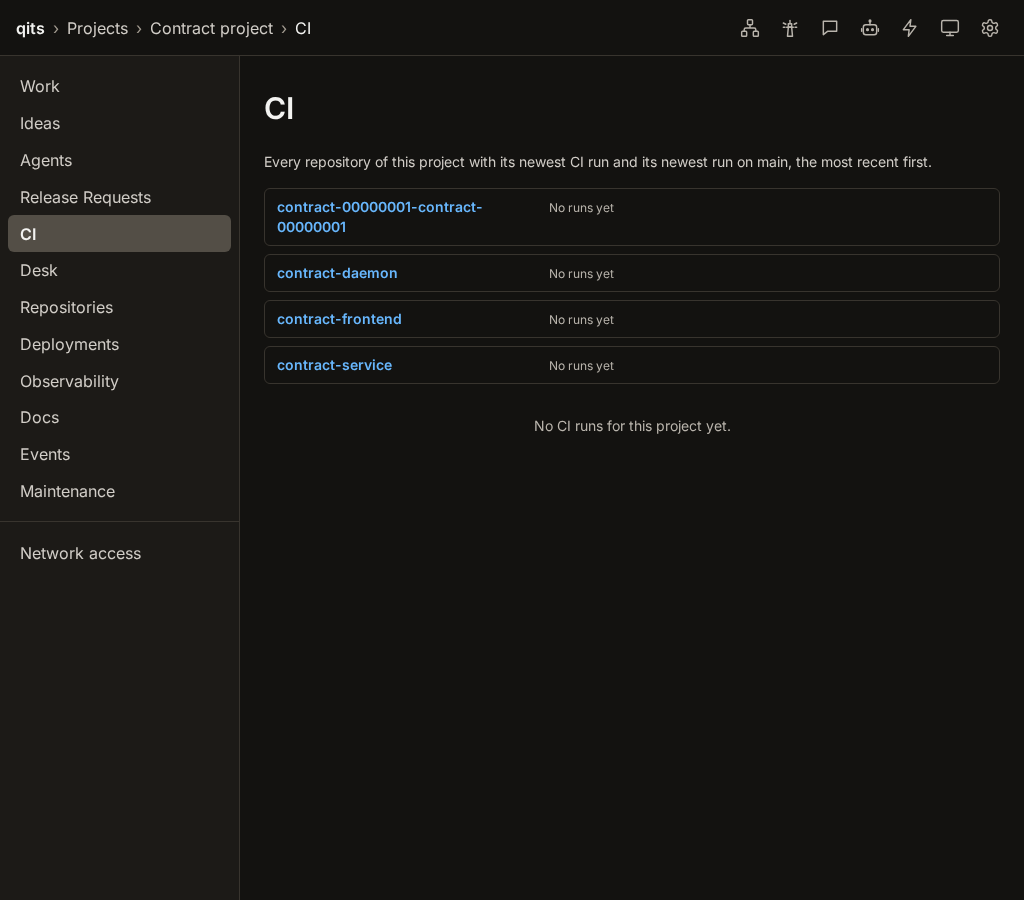 qits › Projects › Contract project › CI
Work
Ideas
Agents
Release Requests
CI
Desk
Repositories
Deployments
Observability
Docs
Events
Maintenance
Network access
CI
Every repository of this project with its newest CI run and its newest run on main, the most recent first.
contract-00000001-contract-
00000001
No runs yet
contract-daemon No runs yet
contract-frontend No runs yet
contract-service No runs yet
No CI runs for this project yet.